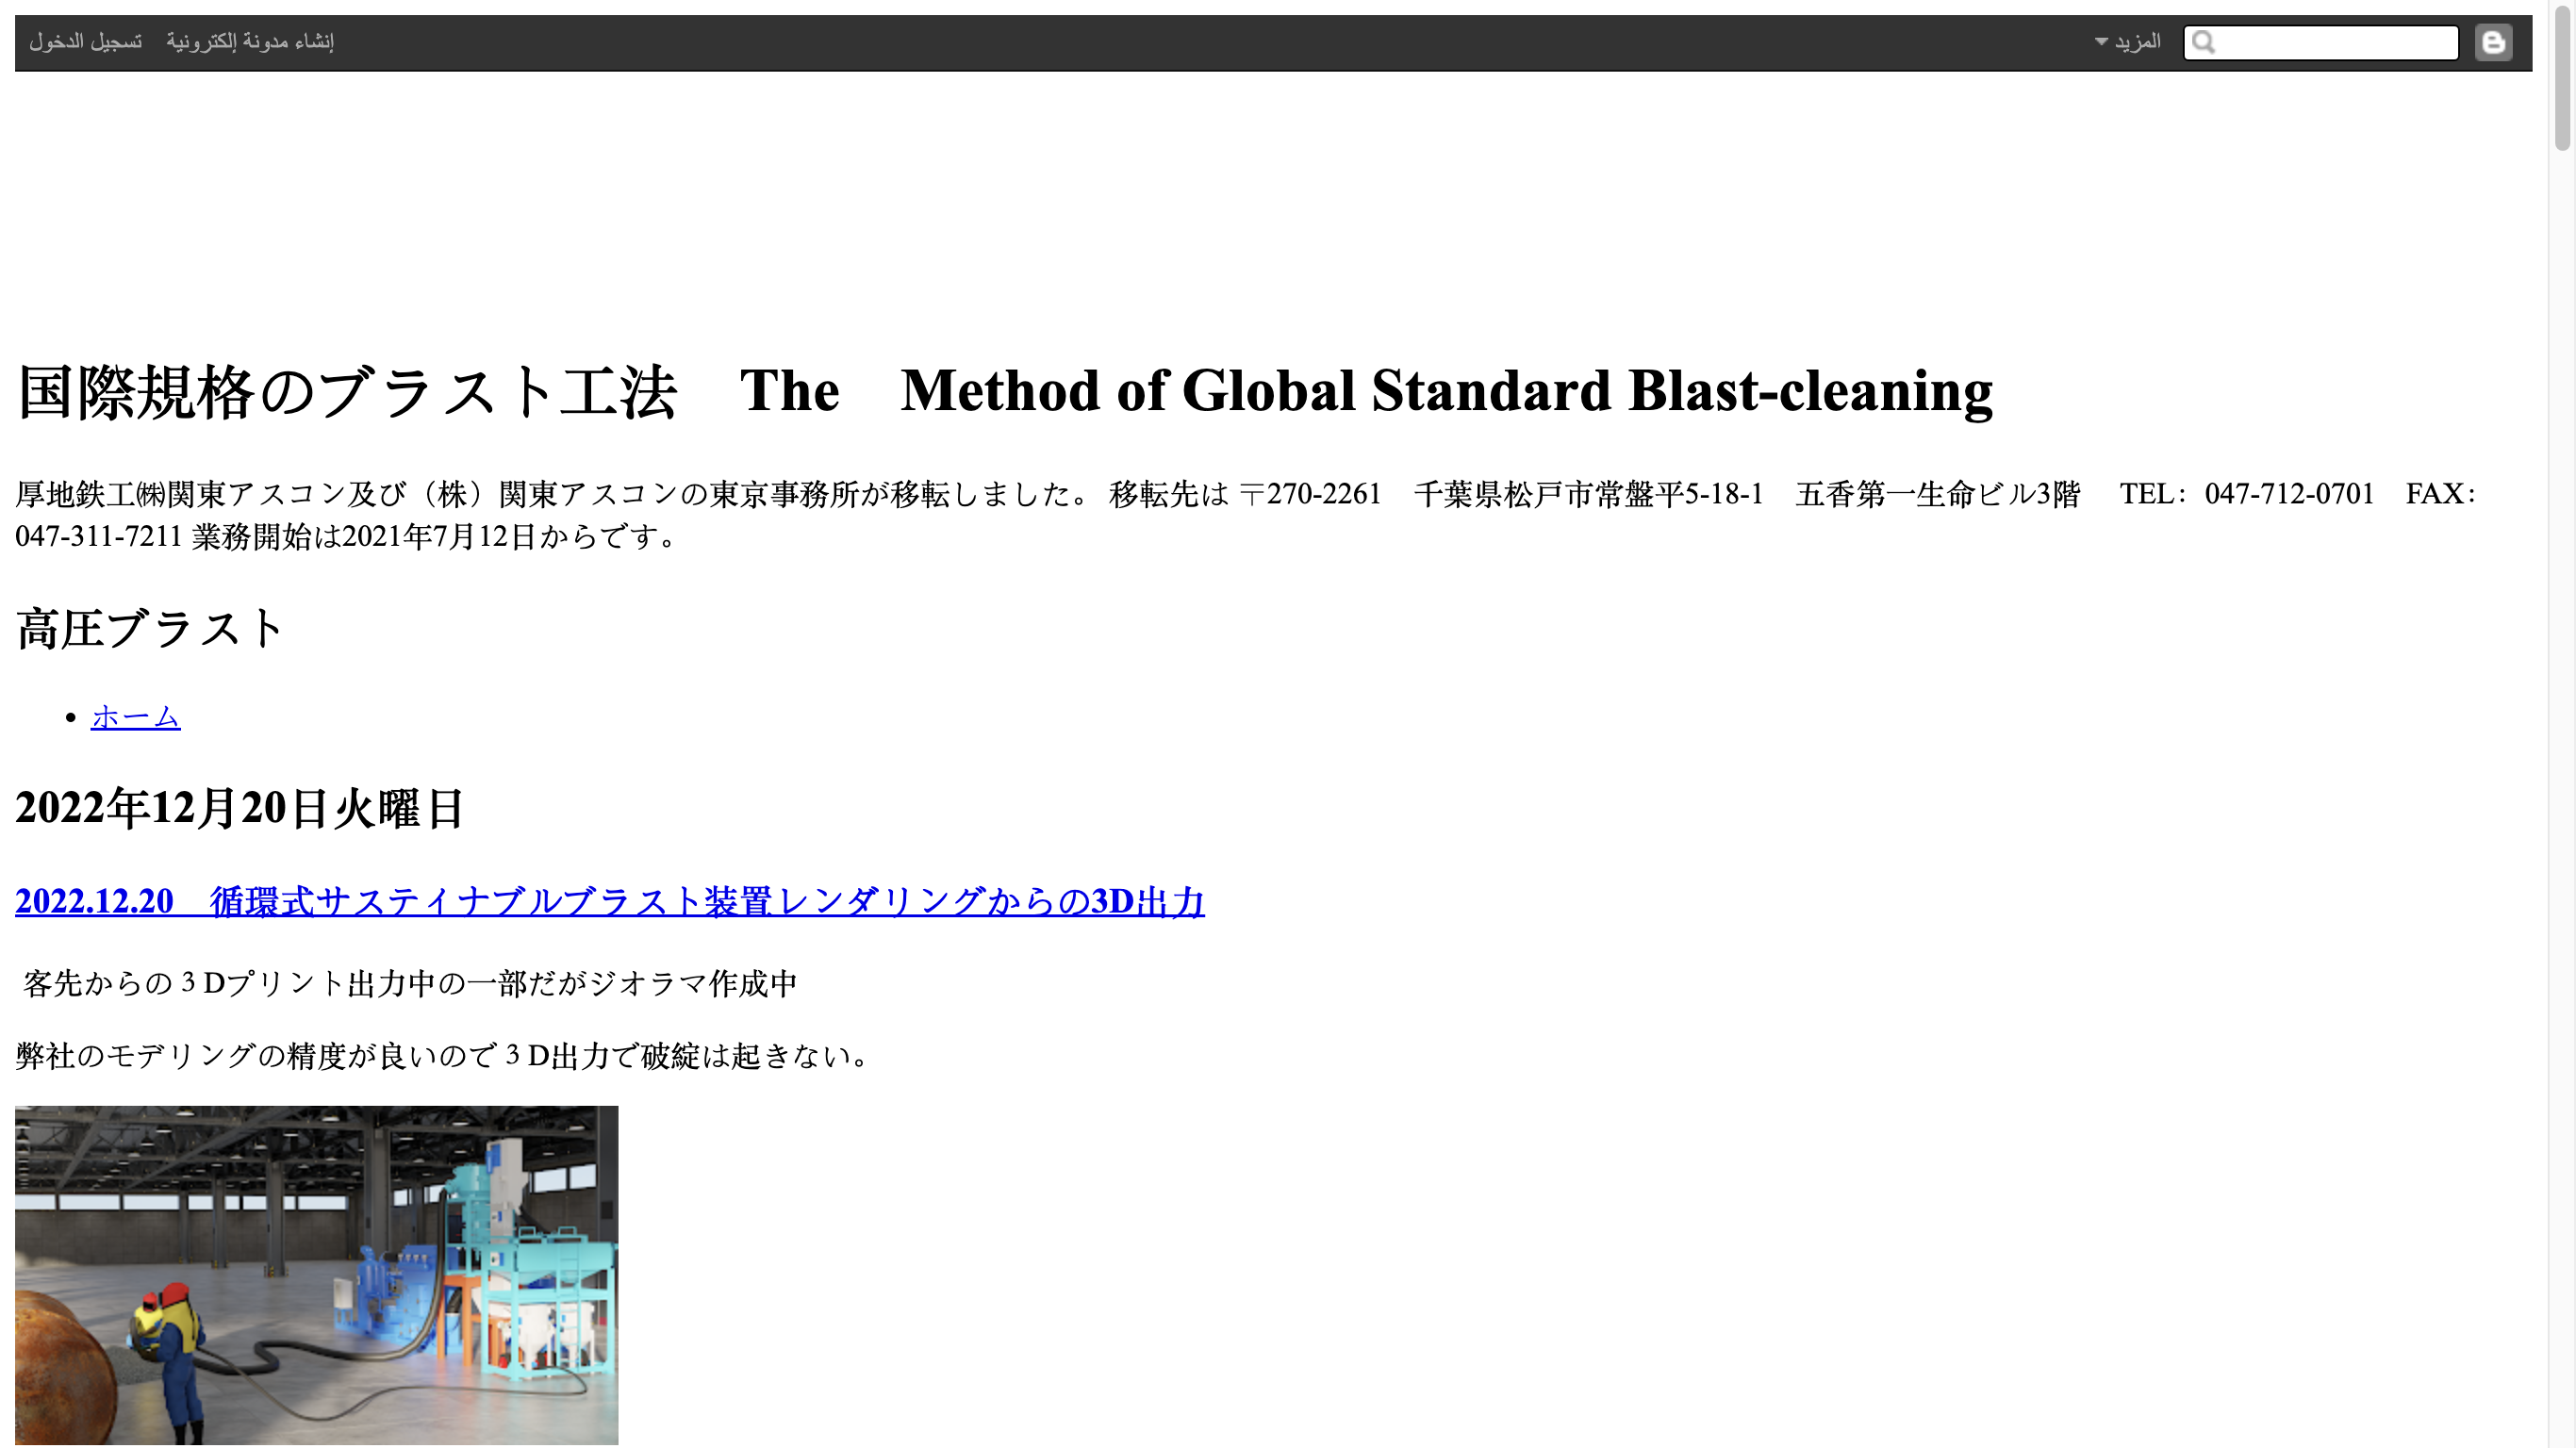 تسجيل الدخول إنشاء مدونة إلكترونية المزيد
国際規格のブラスト工法　The　Method of Global Standard Blast-cleaning
厚地鉄工㈱関東アスコン及び（株）関東アスコンの東京事務所が移転しました。 移転先は 〒270-2261　千葉県松戸市常盤平5-18-1　五香第一生命ビル3階　 TEL：047-712-0701　FAX：
047-311-7211 業務開始は2021年7月12日からです。
高圧ブラスト
ホーム
2022年12月20日火曜日
2022.12.20　循環式サスティナブルブラスト装置レンダリングからの3D出力
客先からの３Dプリント出力中の一部だがジオラマ作成中
弊社のモデリングの精度が良いので３D出力で破綻は起きない。